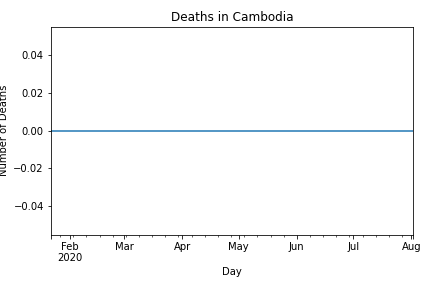 Deaths in Cambodia
Number of Deaths
0.04
0.02
0.00
−0.02
−0.04
Feb
2020
Mar
Apr
May
Jun
Jul
Aug
Day